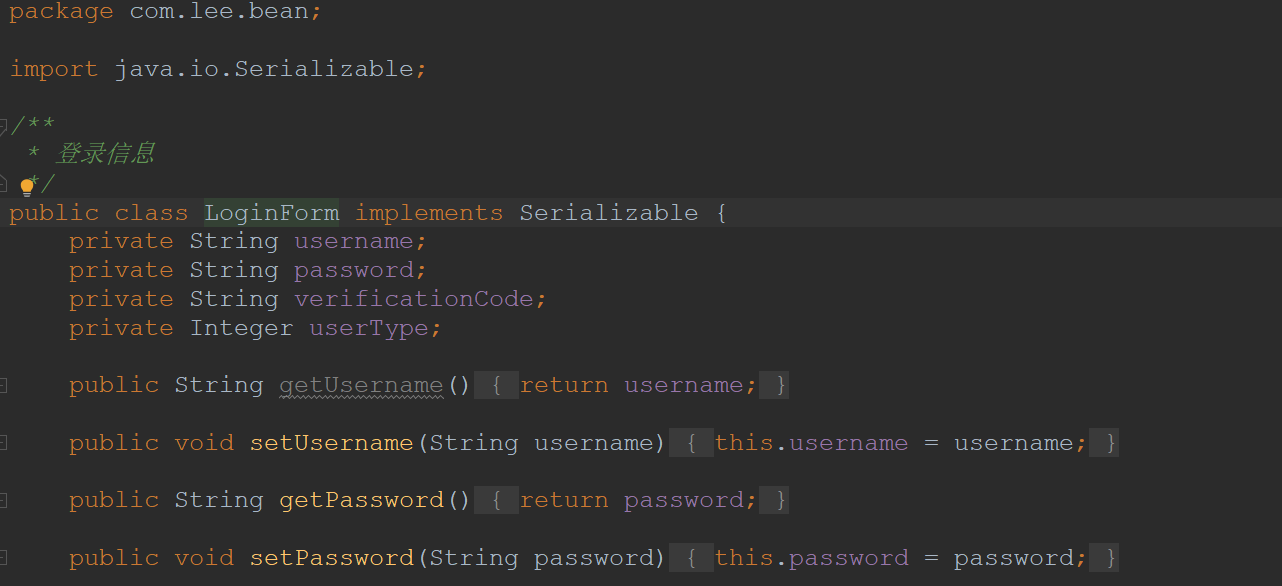 package com.lee.bean;
import java.io.Serializable;
/**
* 登录信息
*/
public class LoginForm implements Serializable {
private String username;
private String password;
private String verificationCode;
private Integer userType;
public String getUsername() { return username; }
public void setUsername(String username) { this.username = username; }
public String getPassword() { return password; }
public void setPassword(String password) { this.password = password; }